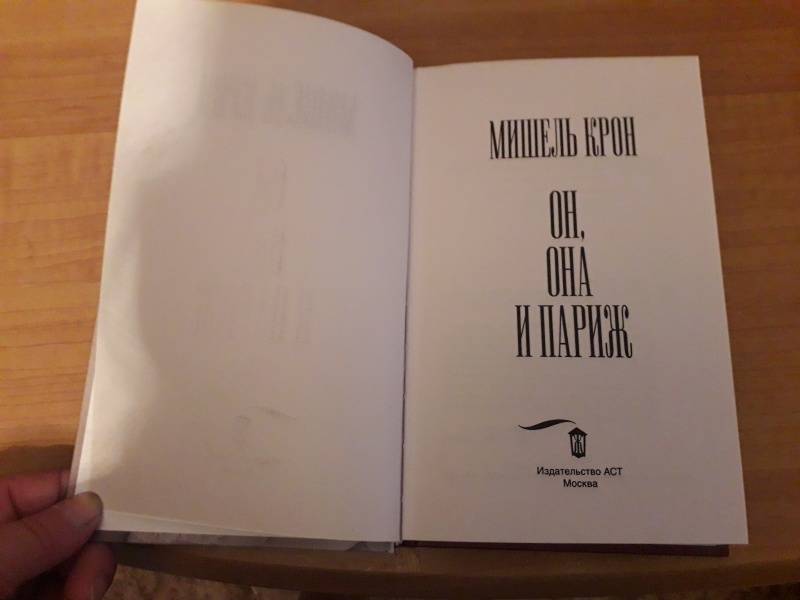 МИШЕЛЬ КРОН
ОН,
ОНА
И ПАРИЖ
Ж
Издательство АСТ
Москва